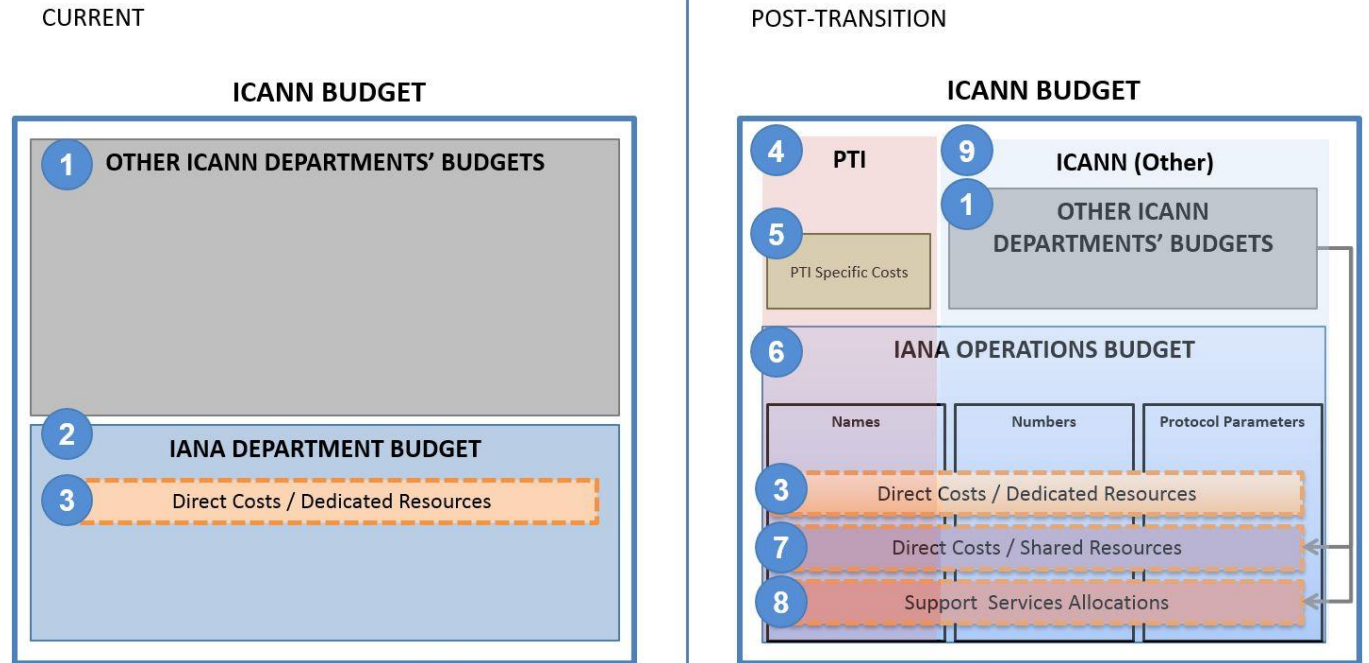 CURRENT
ICANN BUDGET
1
OTHER ICANN DEPARTMENTS’ BUDGETS
2
IANA DEPARTMENT BUDGET
3
Direct Costs / Dedicated Resources
POST-TRANSITION
ICANN BUDGET
4
PTI
9
ICANN (Other)
1
OTHER ICANN
DEPARTMENTS’ BUDGETS
5
PTI Specific Costs
6
IANA OPERATIONS BUDGET
Names
Numbers
Protocol Parameters
3
Direct Costs / Dedicated Resources
7
Direct Costs / Shared Resources
8
Support Services Allocations